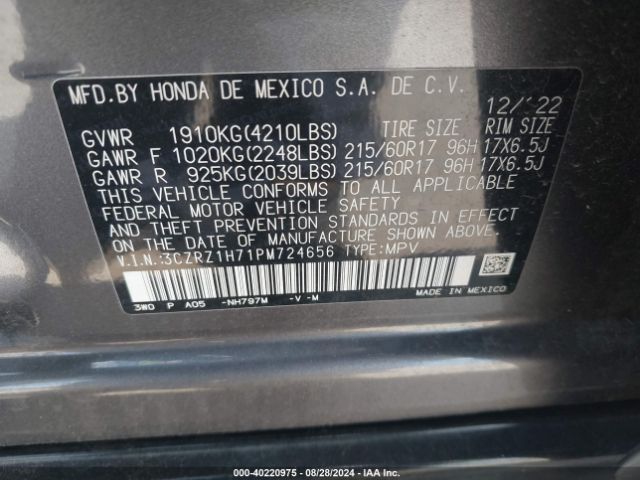 MFD.BY HONDA DE MEXICO S.A. DE C.V.
12/'22
GVWR 1910KG(4210LBS) TIRE SIZE RIM SIZE
GAWR F 1020KG(2248LBS) 215/60R17 96H 17X6.5J
GAWR R 925KG(2039LBS) 215/60R17 96H 17X6.5J
THIS VEHICLE CONFORMS TO ALL APPLICABLE
FEDERAL MOTOR VEHICLE SAFETY
AND THEFT PREVENTION STANDARDS IN EFFECT
ON THE DATE OF MANUFACTURE SHOWN ABOVE.
V.I.N.:3CZRZ1H71PM724656 TYPE:MPV
3WO P A05 -NH797M -V-M MADE IN MEXICO
© 40220975 - 08/28/2024 - IAA Inc.